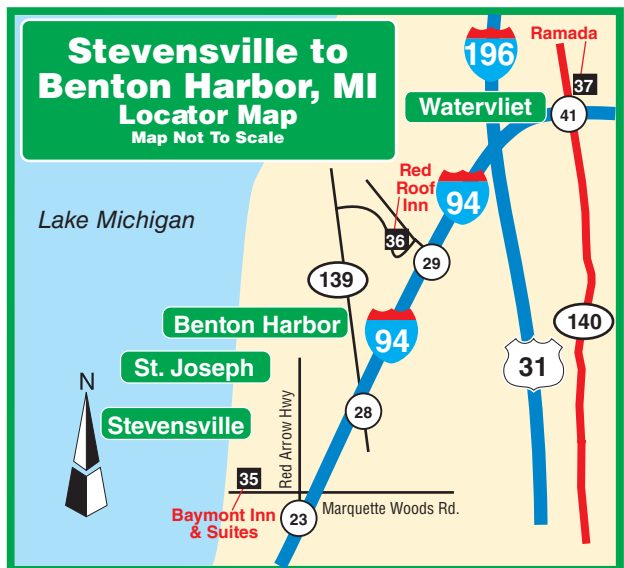 Stevensville to
Benton Harbor, MI
Locator Map
Map Not To Scale
196
Ramada
37
Watervliet
41
Red
Roof
Inn
94
Lake Michigan
36
29
139
Benton Harbor
94
140
31
St. Joseph
N
Red Arrow Hwy
28
Stevensville
35
Baymont Inn
& Suites
23
Marquette Woods Rd.